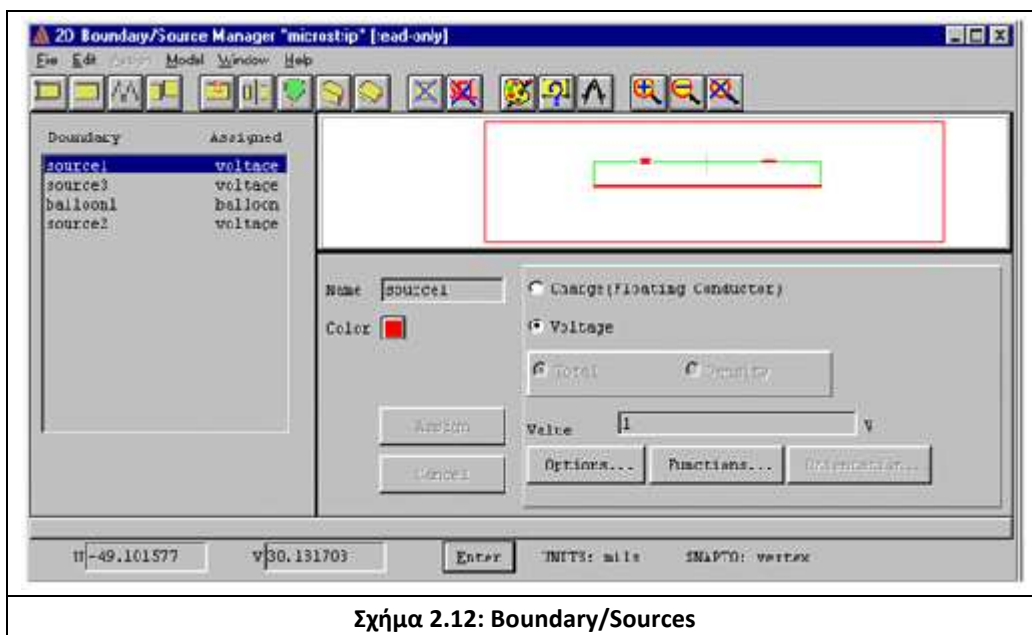 2D Boundary/Source Manager "microstrip" [read-only]
Edit Model Window Help
Boundary Assigned
source1 voltage
source3 voltage
balloon1 balloon
source2 voltage
Name source1
Color
Charge(Floating Conductor)
Voltage
Total Density
Value 1 V
Assign
Cancel
Options... Functions... Orientation...
U -49.101577 V 30.131703 Enter UNITS: mils SNAPTO: vertex
Σχήμα 2.12: Boundary/Sources